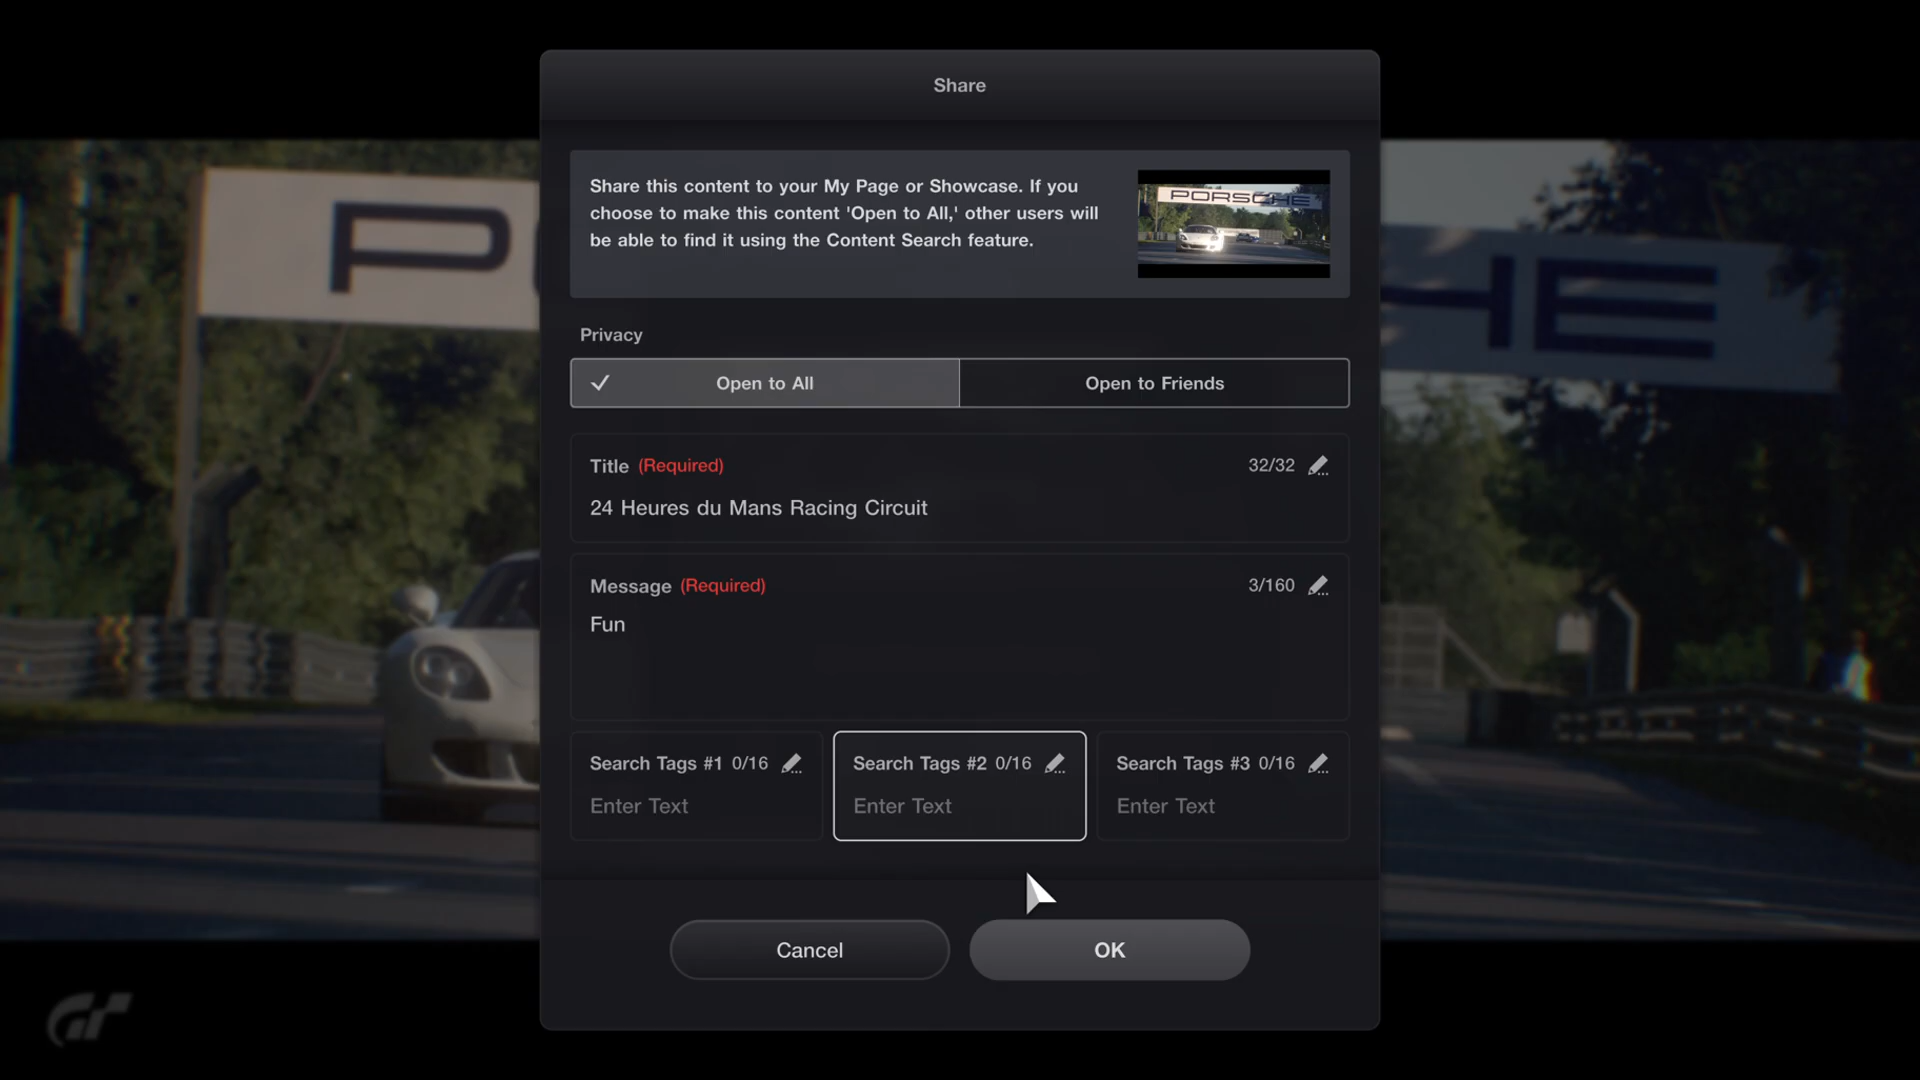 Share
Share this content to your My Page or Showcase. If you
choose to make this content 'Open to All,' other users will
be able to find it using the Content Search feature.
PORSCHE
Privacy
Open to All
Open to Friends
Title (Required) 32/32
24 Heures du Mans Racing Circuit
Message (Required) 3/160
Fun
Search Tags #1 0/16
Enter Text
Search Tags #2 0/16
Enter Text
Search Tags #3 0/16
Enter Text
Cancel
OK
P
HE
GT